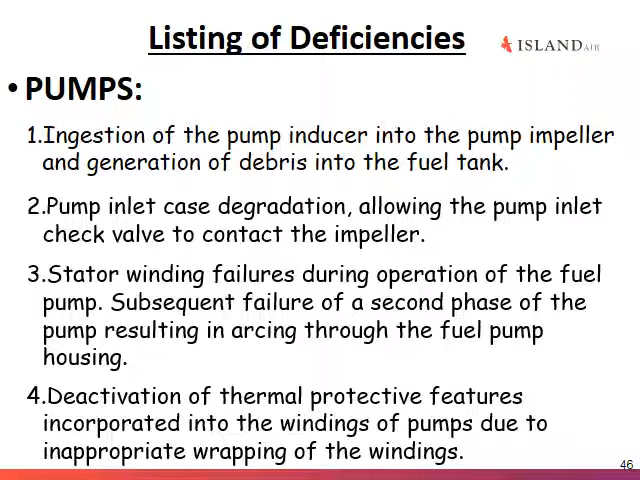 Listing of Deficiencies
ISLAND AIR
• PUMPS:
1.Ingestion of the pump inducer into the pump impeller
and generation of debris into the fuel tank.
2.Pump inlet case degradation, allowing the pump inlet
check valve to contact the impeller.
3.Stator winding failures during operation of the fuel
pump. Subsequent failure of a second phase of the
pump resulting in arcing through the fuel pump
housing.
4.Deactivation of thermal protective features
incorporated into the windings of pumps due to
inappropriate wrapping of the windings.
46